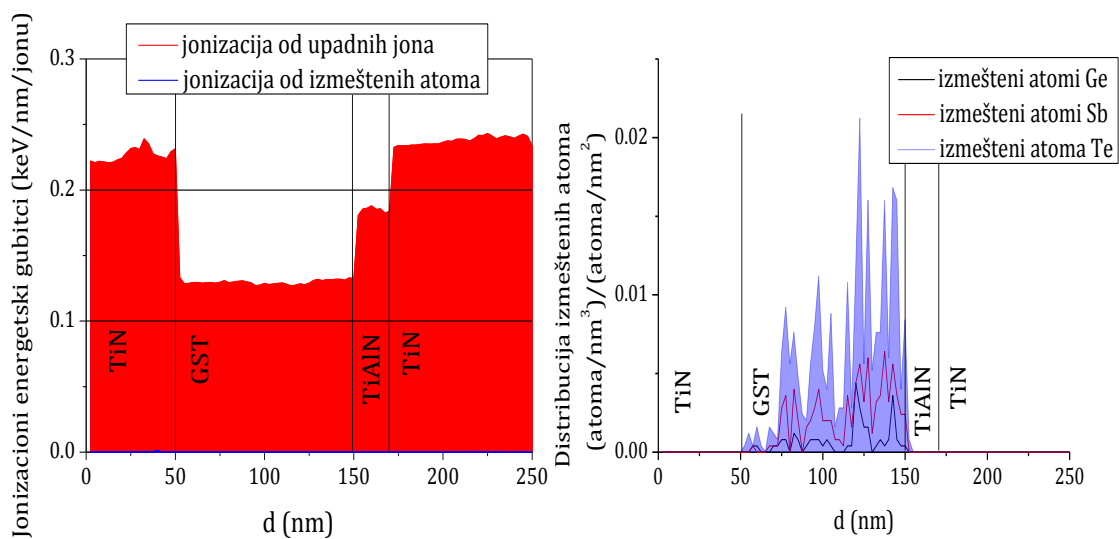 Jonizacioni energetski gubitci (keV/nm/jonu)
0.3
0.2
0.1
0.0
jonizacija od upadnih jona
jonizacija od izmeštenih atoma
TiN
GST
TiAlN
TiN
0
50
100
150
200
250
d (nm)
Distribucija izmeštenih atoma
(atoma/nm³)/(atoma/nm²)
0.02
0.01
0.00
izmešteni atomi Ge
izmešteni atomi Sb
izmešteni atoma Te
TiN
GST
TiAlN
TiN
0
50
100
150
200
250
d (nm)